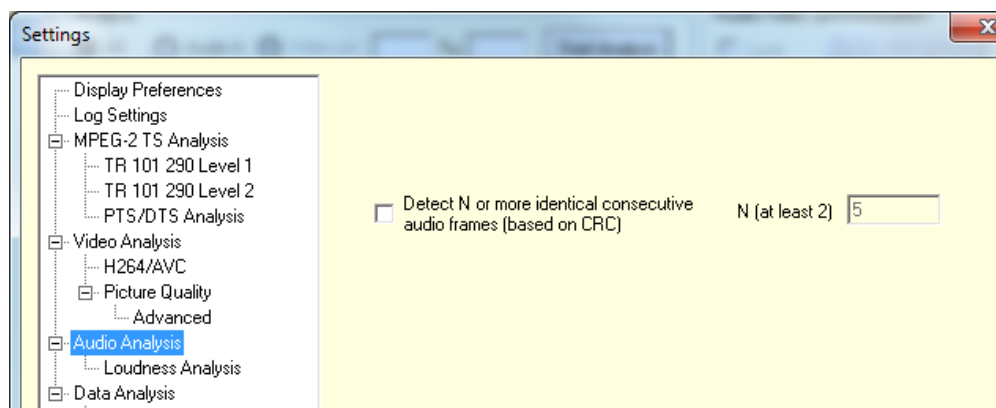 Settings
Display Preferences
Log Settings
MPEG-2 TS Analysis
TR 101 290 Level 1
TR 101 290 Level 2
PTS/DTS Analysis
Video Analysis
H264/AVC
Picture Quality
Advanced
Audio Analysis
Loudness Analysis
Data Analysis
Detect N or more identical consecutive
audio frames (based on CRC)
N (at least 2)
5